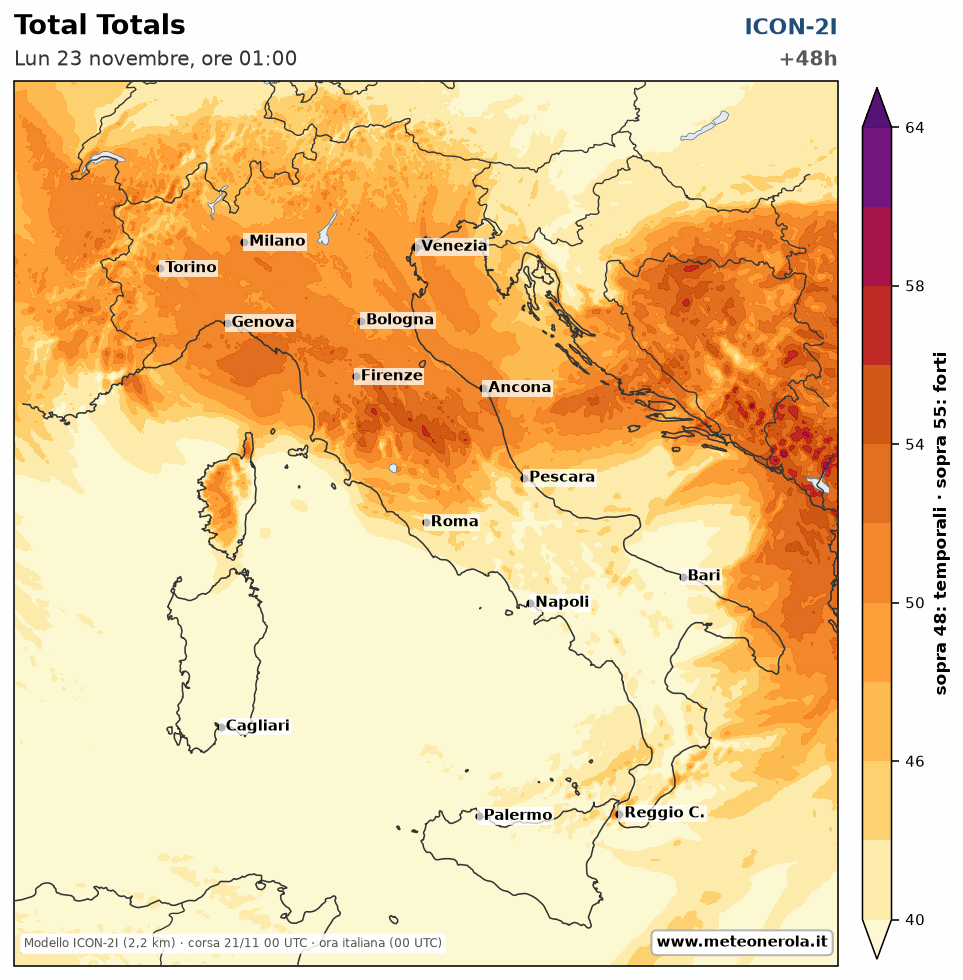 Total Totals
ICON-2I
Lun 23 novembre, ore 01:00
+48h
64
58
54
50
46
40
sopra 48: temporali · sopra 55: forti
Milano
Venezia
Torino
Genova
Bologna
Firenze
Ancona
Pescara
Roma
Bari
Napoli
Cagliari
Palermo
Reggio C.
Modello ICON-2I (2,2 km) · corsa 21/11 00 UTC · ora italiana (00 UTC)
www.meteonerola.it